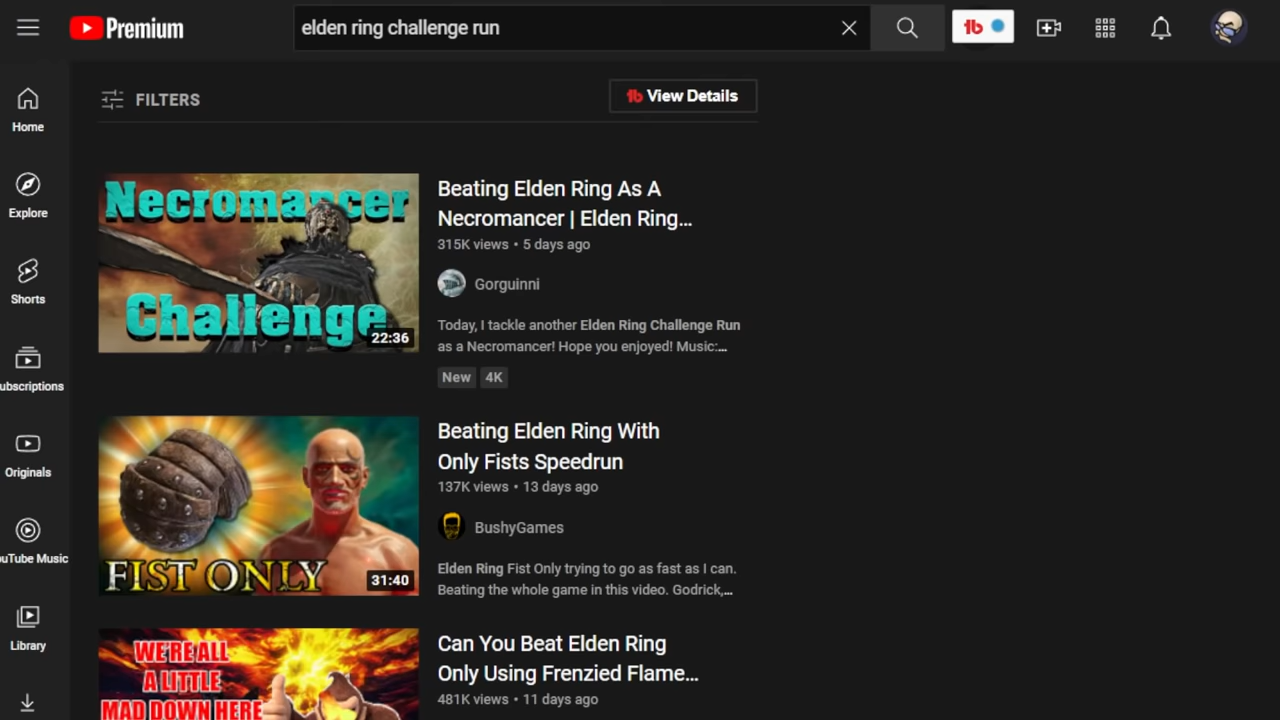 Premium
elden ring challenge run
Home
FILTERS
View Details
Explore
Shorts
ubscriptions
Originals
ouTube Music
Library
Necromancer
Challenge
22:36
Beating Elden Ring As A
Necromancer | Elden Ring...
315K views • 5 days ago
Gorguinni
Today, I tackle another Elden Ring Challenge Run
as a Necromancer! Hope you enjoyed! Music:...
New 4K
FIST ONLY
31:40
Beating Elden Ring With
Only Fists Speedrun
137K views • 13 days ago
BushyGames
Elden Ring Fist Only trying to go as fast as I can.
Beating the whole game in this video. Godrick,...
WE'RE ALL
A LITTLE
MAD DOWN HERE
Can You Beat Elden Ring
Only Using Frenzied Flame...
481K views • 11 days ago